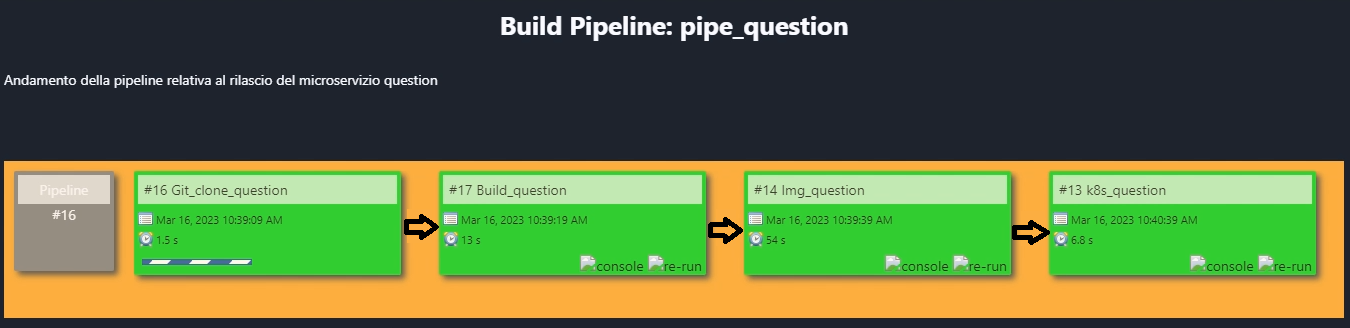 Build Pipeline: pipe_question
Andamento della pipeline relativa al rilascio del microservizio question
Pipeline
#16
#16 Git_clone_question
Mar 16, 2023 10:39:09 AM
1.5 s
#17 Build_question
Mar 16, 2023 10:39:19 AM
13 s
console re-run
#14 Img_question
Mar 16, 2023 10:39:39 AM
54 s
console re-run
#13 k8s_question
Mar 16, 2023 10:40:39 AM
6.8 s
console re-run